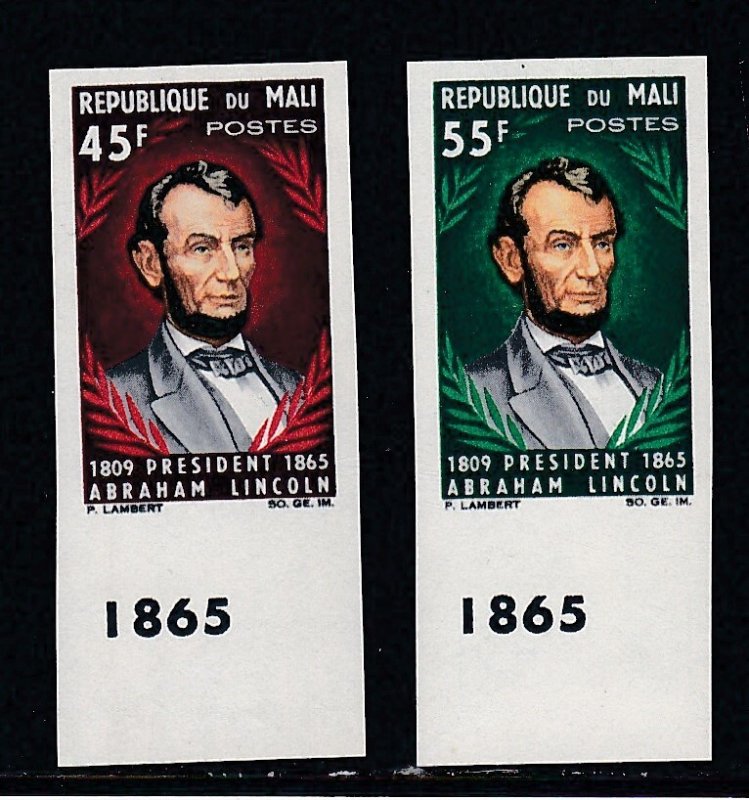 REPUBLIQUE DU MALI
45F POSTES
1809 PRESIDENT 1865
ABRAHAM LINCOLN
P. LAMBERT SO. GE. IM.
1865
REPUBLIQUE DU MALI
55F POSTES
1809 PRESIDENT 1865
ABRAHAM LINCOLN
P. LAMBERT SO. GE. IM.
1865